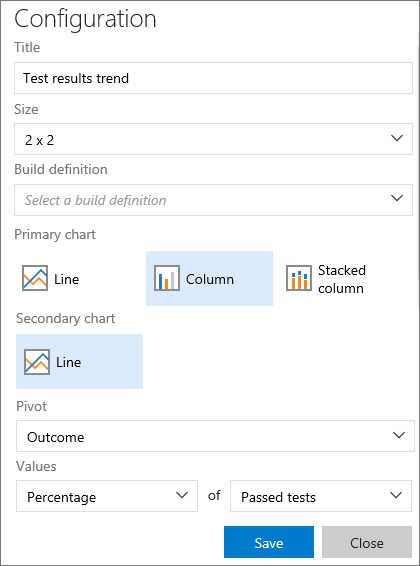 Configuration
Title
Test results trend
Size
2 x 2
Build definition
Select a build definition
Primary chart
Line
Column
Stacked
column
Secondary chart
Line
Pivot
Outcome
Values
Percentage of Passed tests
Save Close